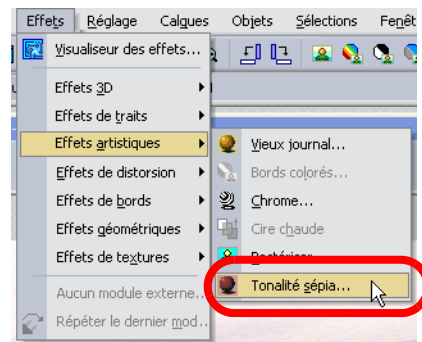 Effets Réglage Calques Objets Sélections Fenêt
Visualiseur des effets...
Effets 3D
Effets de traits
Effets artistiques
Effets de distorsion
Effets de bords
Effets géométriques
Effets de textures
Aucun module externe..
Répéter le dernier mod..
Vieux journal...
Bords colorés...
Chrome...
Cire chaude
Tonalité sépia...